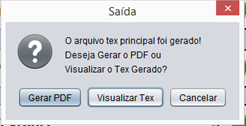 Saída
O arquivo tex principal foi gerado!
Deseja Gerar o PDF ou
Visualizar o Tex Gerado?
Gerar PDF
Visualizar Tex
Cancelar